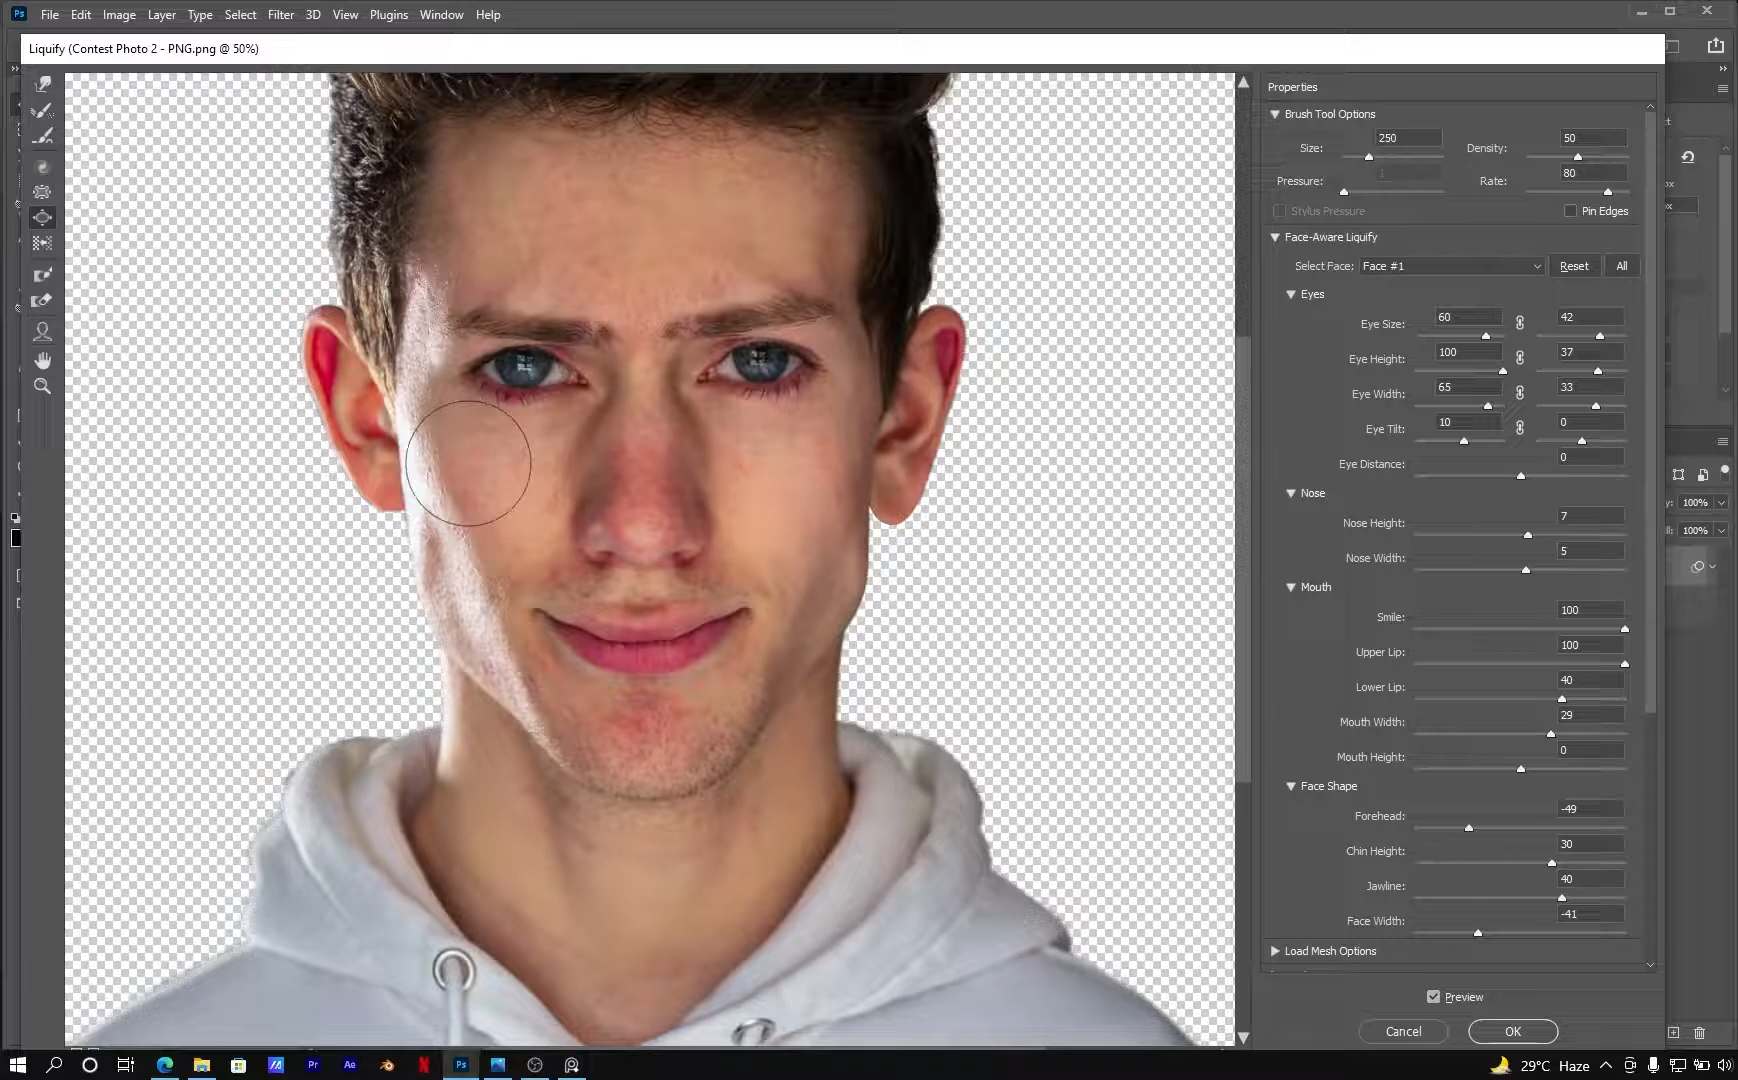 Ps File Edit Image Layer Type Select Filter 3D View Plugins Window Help
Liquify (Contest Photo 2 - PNG.png @ 50%)
Properties
Brush Tool Options
Size: 250 Density: 50
Pressure: 1 Rate: 80
Stylus Pressure Pin Edges
Face-Aware Liquify
Select Face: Face #1 Reset All
Eyes
Eye Size: 60 42
Eye Height: 100 37
Eye Width: 65 33
Eye Tilt: 10 0
Eye Distance: 0
Nose
Nose Height: 7
Nose Width: 5
100%
100%
Mouth
Smile: 100
Upper Lip: 100
Lower Lip: 40
Mouth Width: 29
Mouth Height: 0
Face Shape
Forehead: -49
Chin Height: 30
Jawline: 40
Face Width: -41
Load Mesh Options
Preview
Cancel OK
Pr Ae Ps 29°C Haze